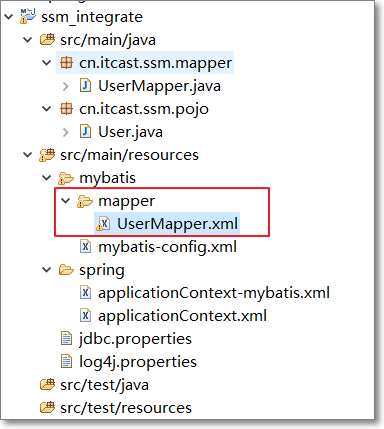 ssm_integrate
src/main/java
cn.itcast.ssm.mapper
UserMapper.java
cn.itcast.ssm.pojo
User.java
src/main/resources
mybatis
mapper
UserMapper.xml
mybatis-config.xml
spring
applicationContext-mybatis.xml
applicationContext.xml
jdbc.properties
log4j.properties
src/test/java
src/test/resources